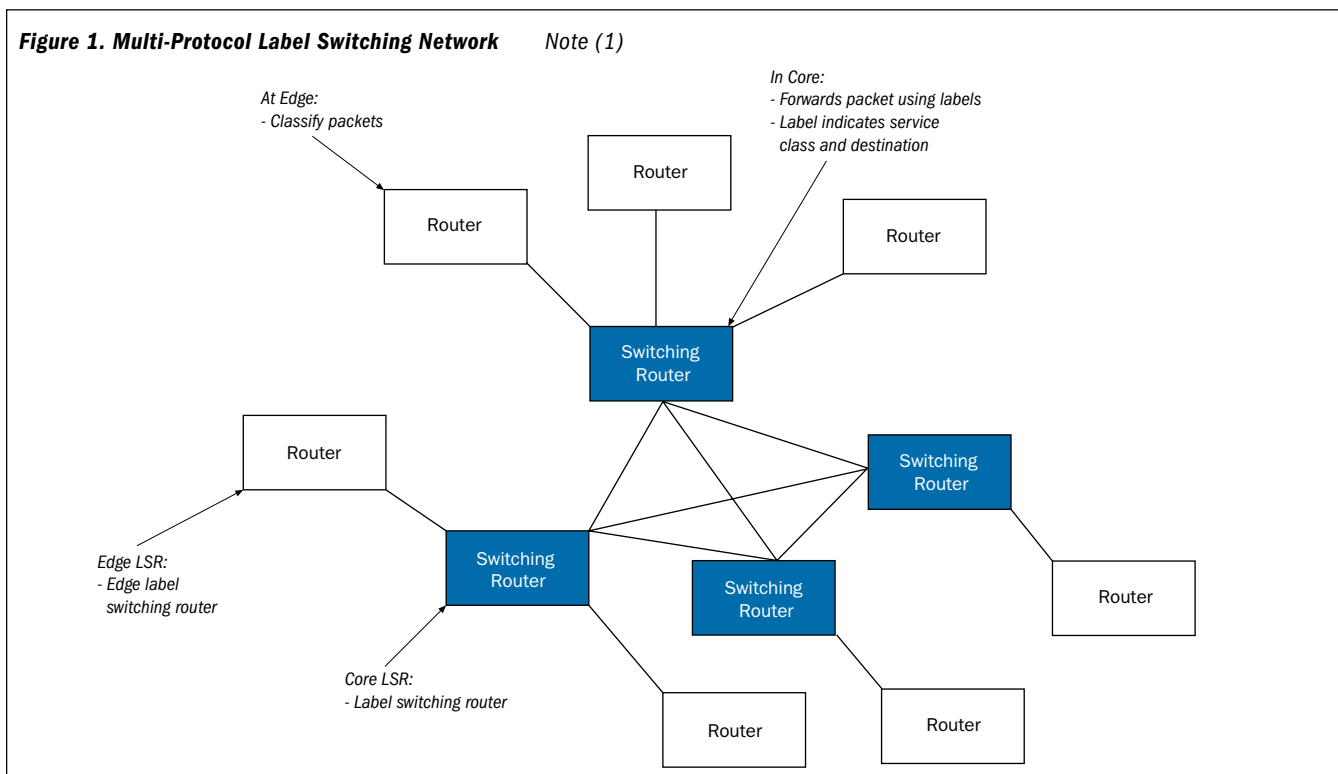 Figure 1. Multi-Protocol Label Switching Network Note (1)
At Edge:
- Classify packets
In Core:
- Forwards packet using labels
- Label indicates service
class and destination
Router
Router
Router
Switching
Router
Router
Switching
Router
Edge LSR:
- Edge label
switching router
Switching
Router
Switching
Router
Router
Core LSR:
- Label switching router
Router
Router